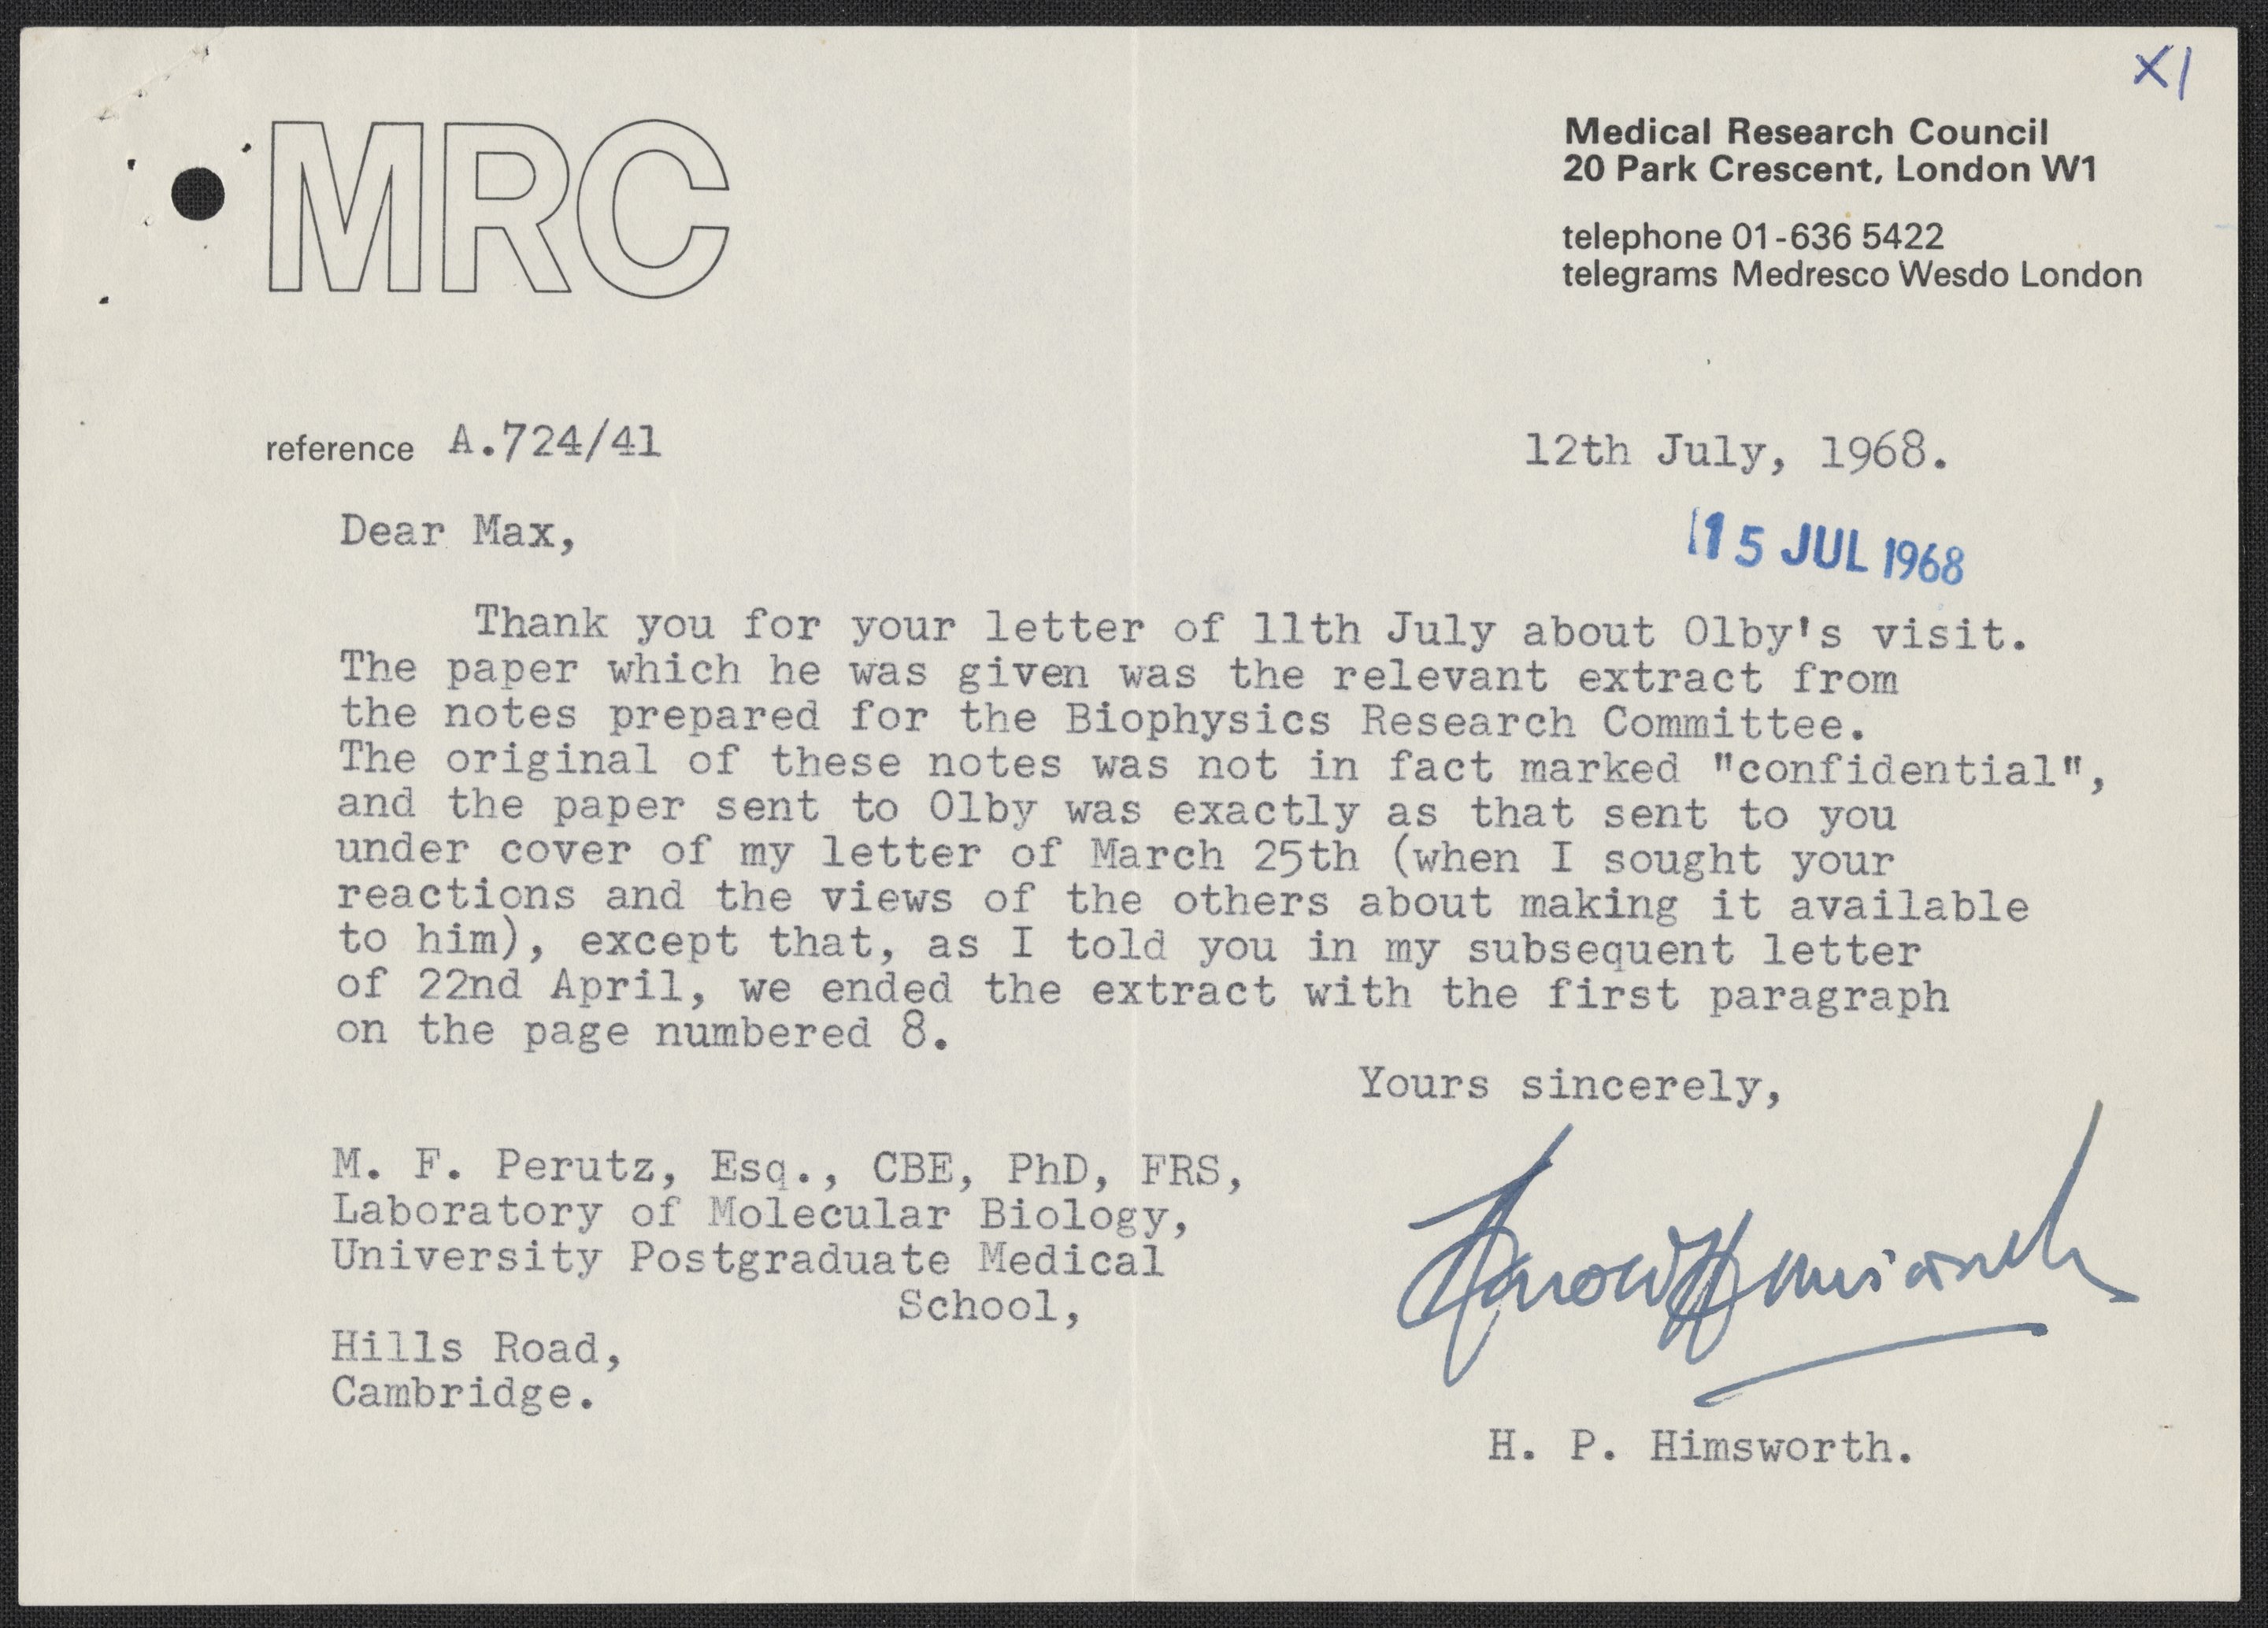 XI
MRC
Medical Research Council
20 Park Crescent, London W1
telephone 01-636 5422
telegrams Medresco Wesdo London
reference A.724/41
12th July, 1968.
15 JUL 1968
Dear Max,
Thank you for your letter of 11th July about Olby's visit.
The paper which he was given was the relevant extract from
the notes prepared for the Biophysics Research Committee.
The original of these notes was not in fact marked "confidential",
and the paper sent to Olby was exactly as that sent to you
under cover of my letter of March 25th (when I sought your
reactions and the views of the others about making it available
to him), except that, as I told you in my subsequent letter
of 22nd April, we ended the extract with the first paragraph
on the page numbered 8.
Yours sincerely,
Harold Himsworth
H. P. Himsworth.
M. F. Perutz, Esq., CBE, PhD, FRS,
Laboratory of Molecular Biology,
University Postgraduate Medical
School,
Hills Road,
Cambridge.